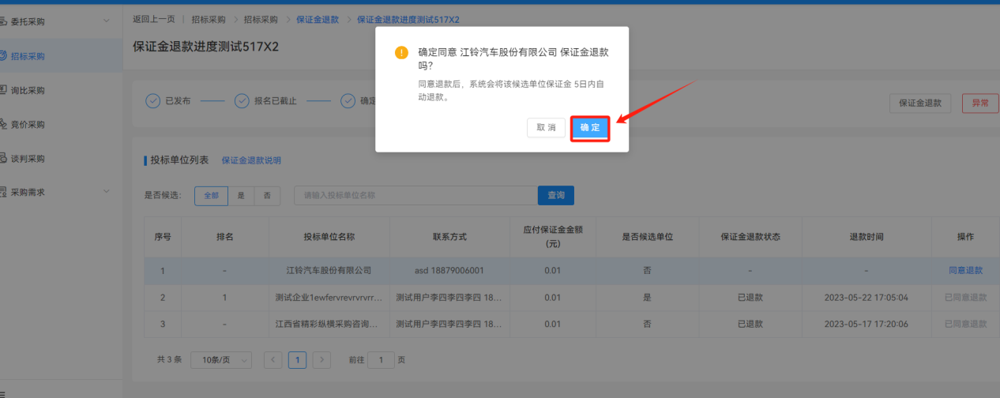 委托采购
招标采购
询比采购
竞价采购
谈判采购
采购需求
返回上一页 | 招标采购 > 招标采购 > 保证金退款 > 保证金退款进度测试517X2
保证金退款进度测试517X2
已发布
报名已截止
确定
保证金退款
异常
确定同意 江铃汽车股份有限公司 保证金退款
吗?
同意退款后，系统会将该候选单位保证金 5日内自
动退款。
取 消
确 定
投标单位列表 保证金退款说明
是否候选: 全部 是 否 请输入投标单位名称 查询
序号 排名 投标单位名称 联系方式 应付保证金金额
(元) 是否候选单位 保证金退款状态 退款时间 操作
1 - 江铃汽车股份有限公司 asd 18879006001 0.01 否 - - 同意退款
2 1 测试企业1ewfervrevrvrvrr... 测试用户李四李四李四 18... 0.01 是 已退款 2023-05-22 17:05:04 已同意退款
3 - 江西省精彩纵横采购咨询... 测试用户李四李四李四 18... 0.01 否 已退款 2023-05-17 17:20:06 已同意退款
共 3 条 10条/页 < 1 > 前往 1 页